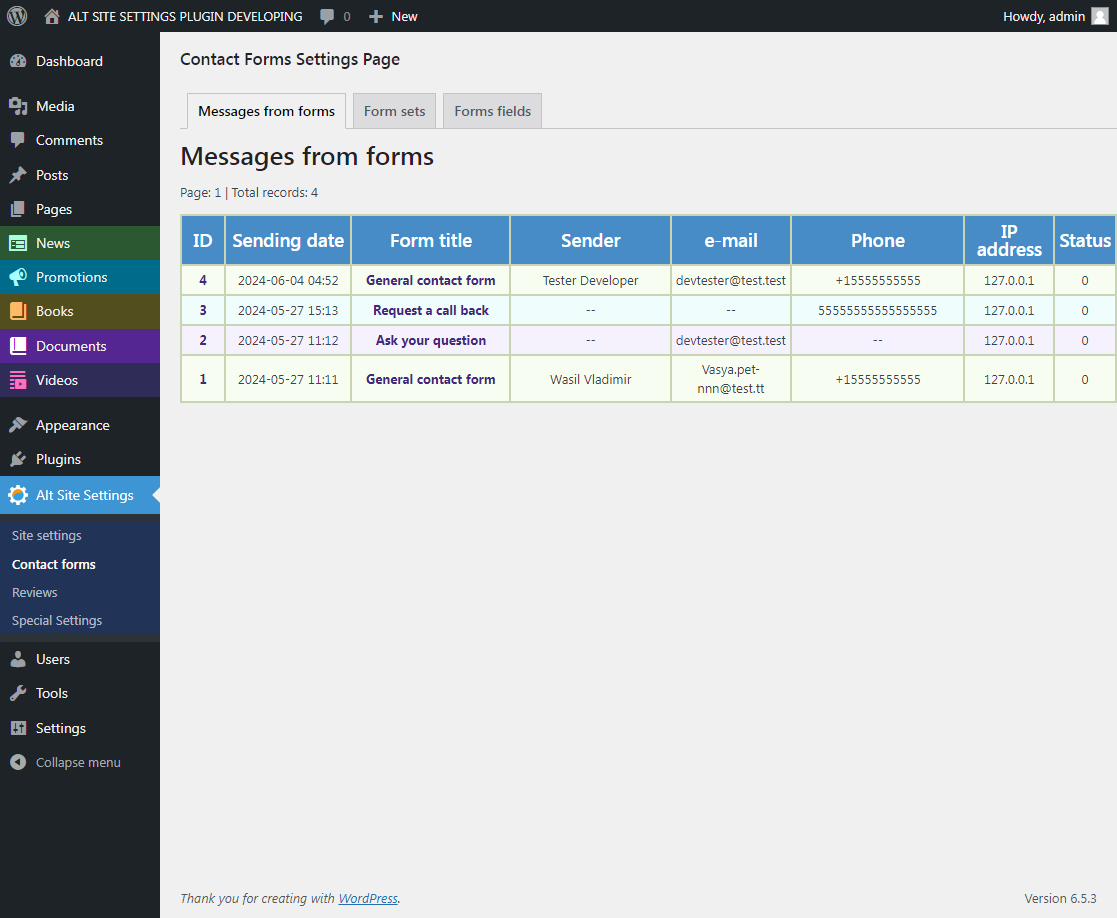 ALT SITE SETTINGS PLUGIN DEVELOPING 0 New Howdy, admin
Dashboard
Media
Comments
Posts
Pages
News
Promotions
Books
Documents
Videos
Appearance
Plugins
Alt Site Settings
Site settings
Contact forms
Reviews
Special Settings
Users
Tools
Settings
Collapse menu
Contact Forms Settings Page
Messages from forms Form sets Forms fields
Messages from forms
Page: 1 | Total records: 4
ID Sending date Form title Sender e-mail Phone IP address Status
4 2024-06-04 04:52 General contact form Tester Developer devtester@test.test +15555555555 127.0.0.1 0
3 2024-05-27 15:13 Request a call back -- -- 55555555555555555 127.0.0.1 0
2 2024-05-27 11:12 Ask your question -- devtester@test.test -- 127.0.0.1 0
1 2024-05-27 11:11 General contact form Wasil Vladimir Vasya.pet-nnn@test.tt +15555555555 127.0.0.1 0
Thank you for creating with WordPress. Version 6.5.3